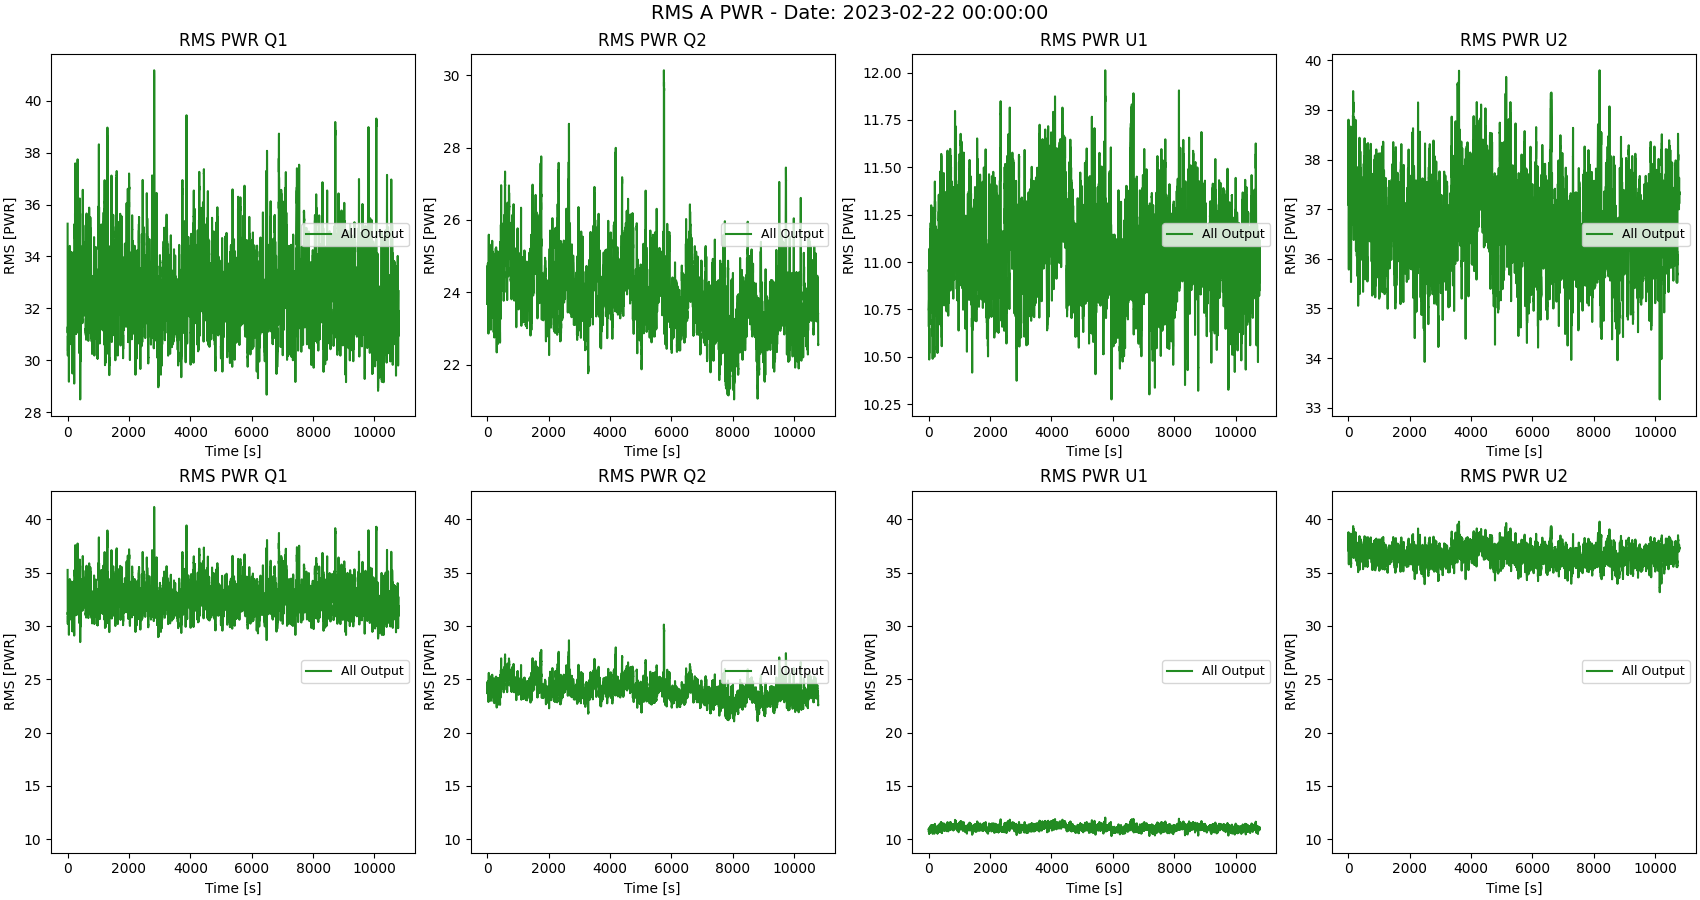 RMS A PWR - Date: 2023-02-22 00:00:00
RMS PWR Q1
RMS [PWR]
40
38
36
34
32
30
28
0 2000 4000 6000 8000 10000
Time [s]
All Output
RMS PWR Q2
RMS [PWR]
30
28
26
24
22
0 2000 4000 6000 8000 10000
Time [s]
All Output
RMS PWR U1
RMS [PWR]
12.00
11.75
11.50
11.25
11.00
10.75
10.50
10.25
0 2000 4000 6000 8000 10000
Time [s]
All Output
RMS PWR U2
RMS [PWR]
40
39
38
37
36
35
34
33
0 2000 4000 6000 8000 10000
Time [s]
All Output
RMS PWR Q1
RMS [PWR]
40
35
30
25
20
15
10
0 2000 4000 6000 8000 10000
Time [s]
All Output
RMS PWR Q2
RMS [PWR]
40
35
30
25
20
15
10
0 2000 4000 6000 8000 10000
Time [s]
All Output
RMS PWR U1
RMS [PWR]
40
35
30
25
20
15
10
0 2000 4000 6000 8000 10000
Time [s]
All Output
RMS PWR U2
RMS [PWR]
40
35
30
25
20
15
10
0 2000 4000 6000 8000 10000
Time [s]
All Output